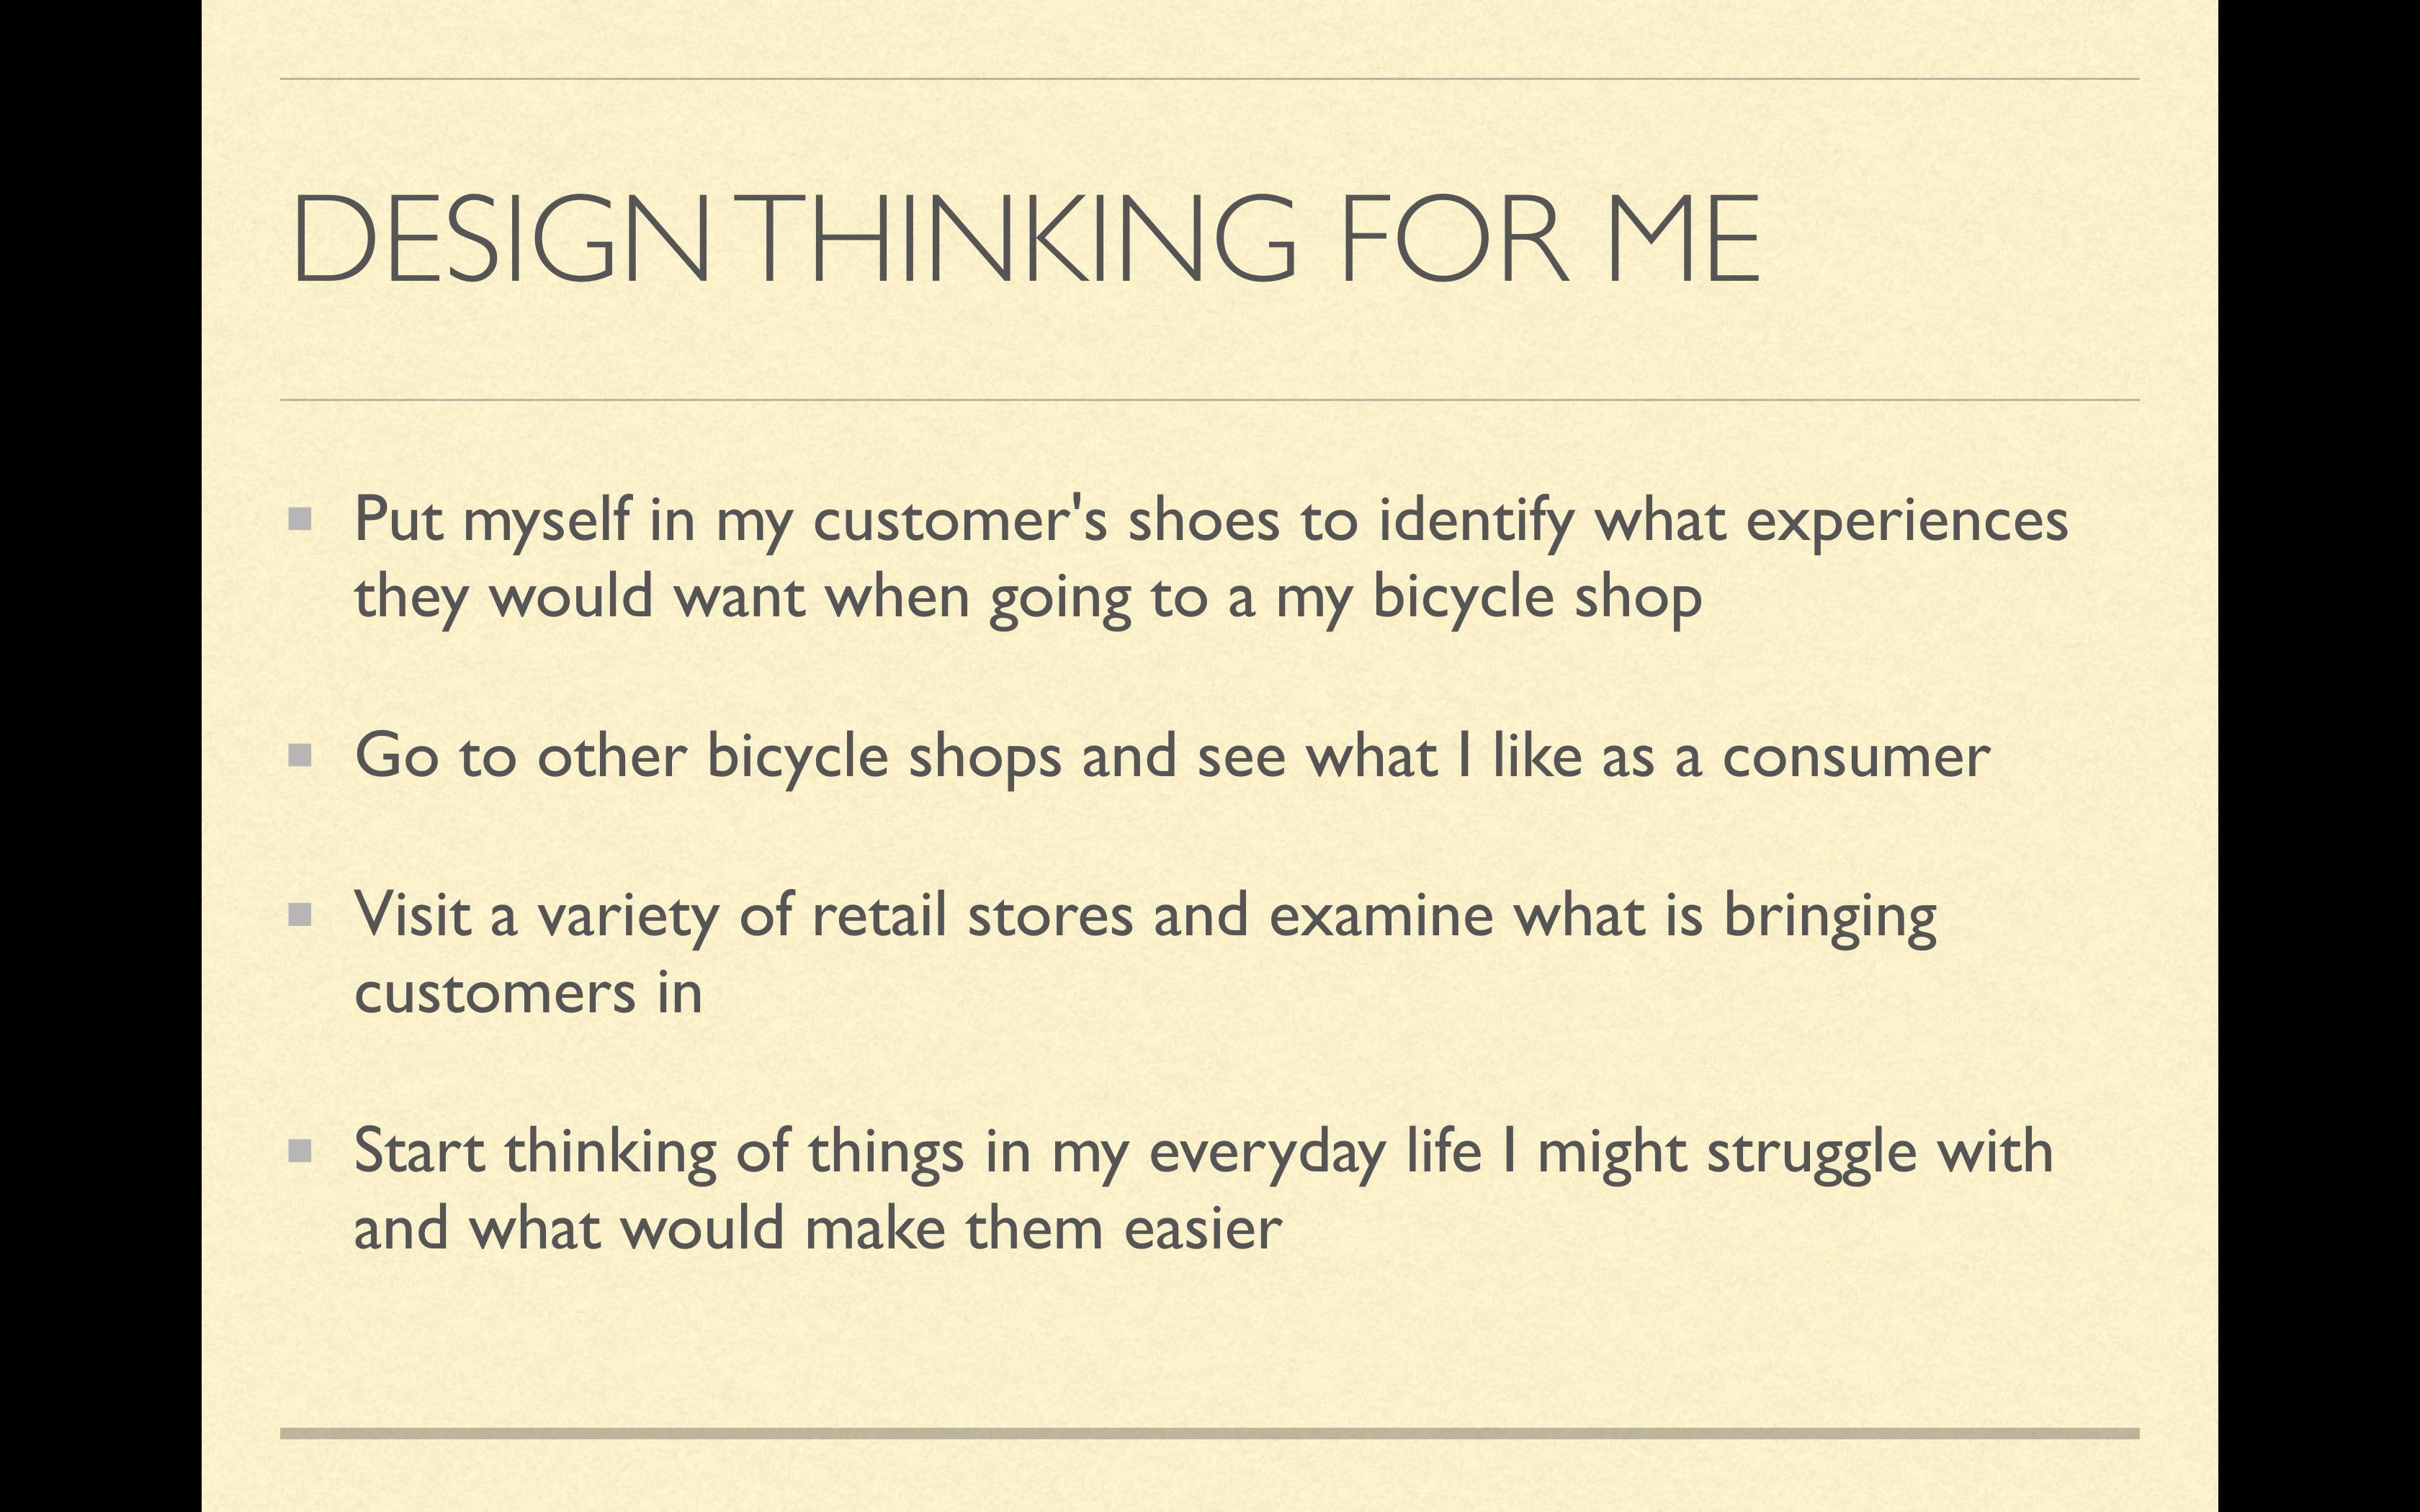 DESIGN THINKING FOR ME
Put myself in my customer's shoes to identify what experiences
they would want when going to a my bicycle shop
Go to other bicycle shops and see what I like as a consumer
Visit a variety of retail stores and examine what is bringing
customers in
Start thinking of things in my everyday life I might struggle with
and what would make them easier